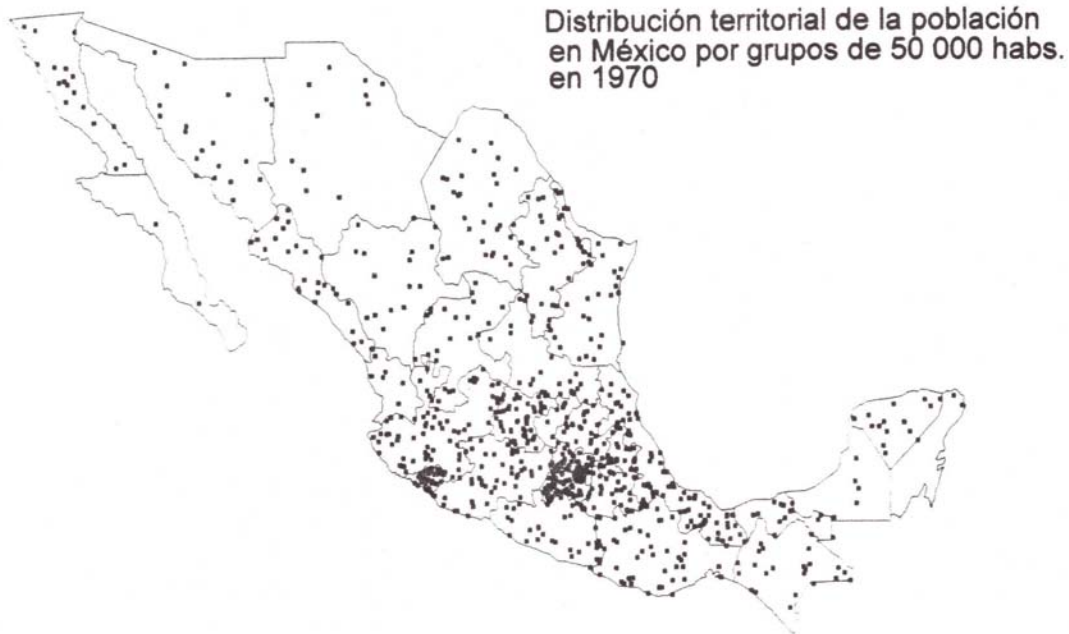 Distribución territorial de la población
en México por grupos de 50 000 habs.
en 1970